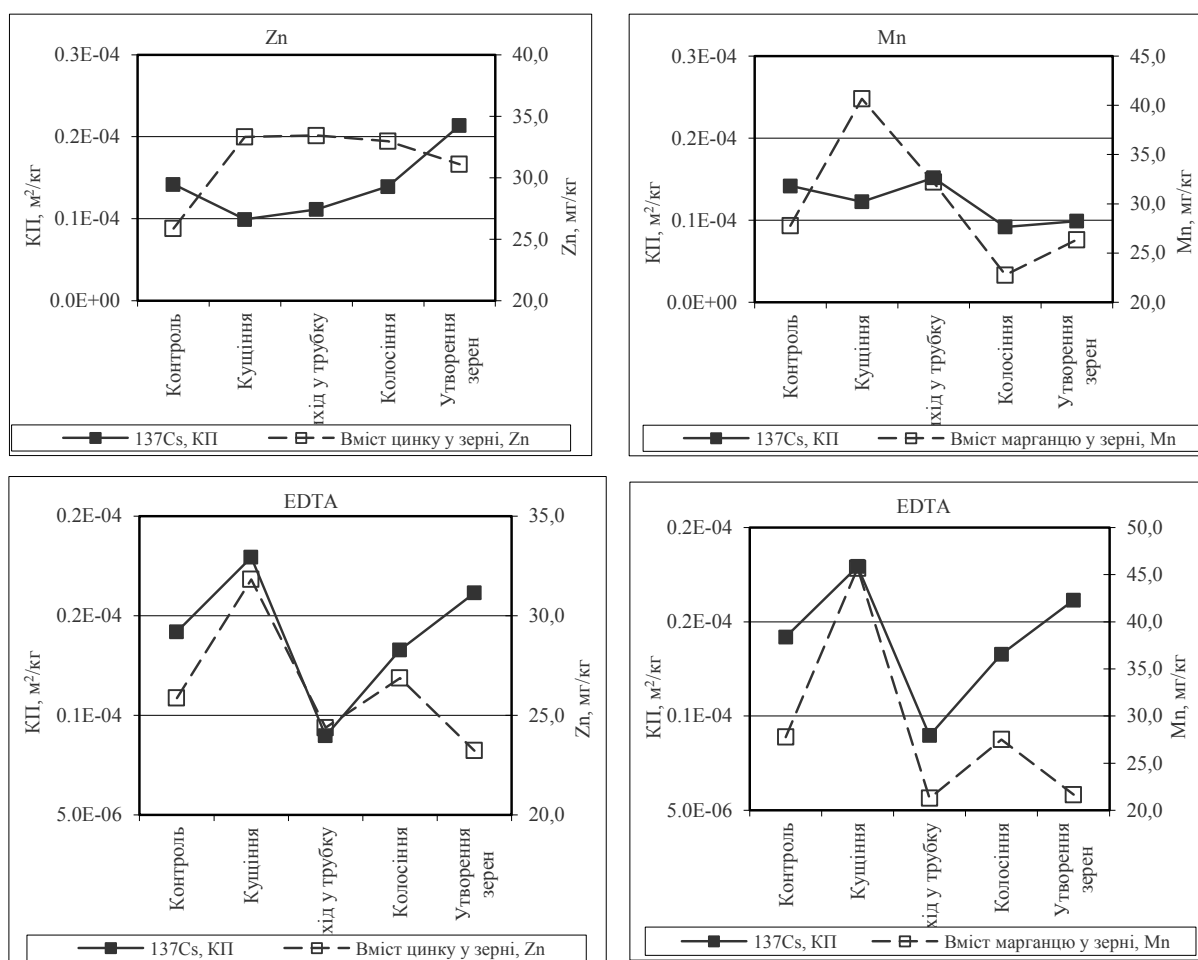 Zn
0.3E-04
0.2E-04
0.1E-04
0.0E+00
КП, м²/кг
40,0
35,0
30,0
25,0
20,0
Zn, мг/кг
Контроль
Кущіння
ихід у трубку
Колосіння
Утворення
зерен
137Cs, КП
Вміст цинку у зерні, Zn
Mn
0.3E-04
0.2E-04
0.1E-04
0.0E+00
КП, м²/кг
45,0
40,0
35,0
30,0
25,0
20,0
Mn, мг/кг
Контроль
Кущіння
ихід у трубку
Колосіння
Утворення
зерен
137Cs, КП
Вміст марганцю у зерні, Mn
EDTA
0.2E-04
0.2E-04
0.1E-04
5.0E-06
КП, м²/кг
35,0
30,0
25,0
20,0
Zn, мг/кг
Контроль
Кущіння
ихід у трубку
Колосіння
Утворення
зерен
137Cs, КП
Вміст цинку у зерні, Zn
EDTA
0.2E-04
0.2E-04
0.1E-04
5.0E-06
КП, м²/кг
50,0
45,0
40,0
35,0
30,0
25,0
20,0
Mn, мг/кг
Контроль
Кущіння
хід у трубку
Колосіння
Утворення
зерен
137Cs, КП
Вміст марганцю у зерні, Mn